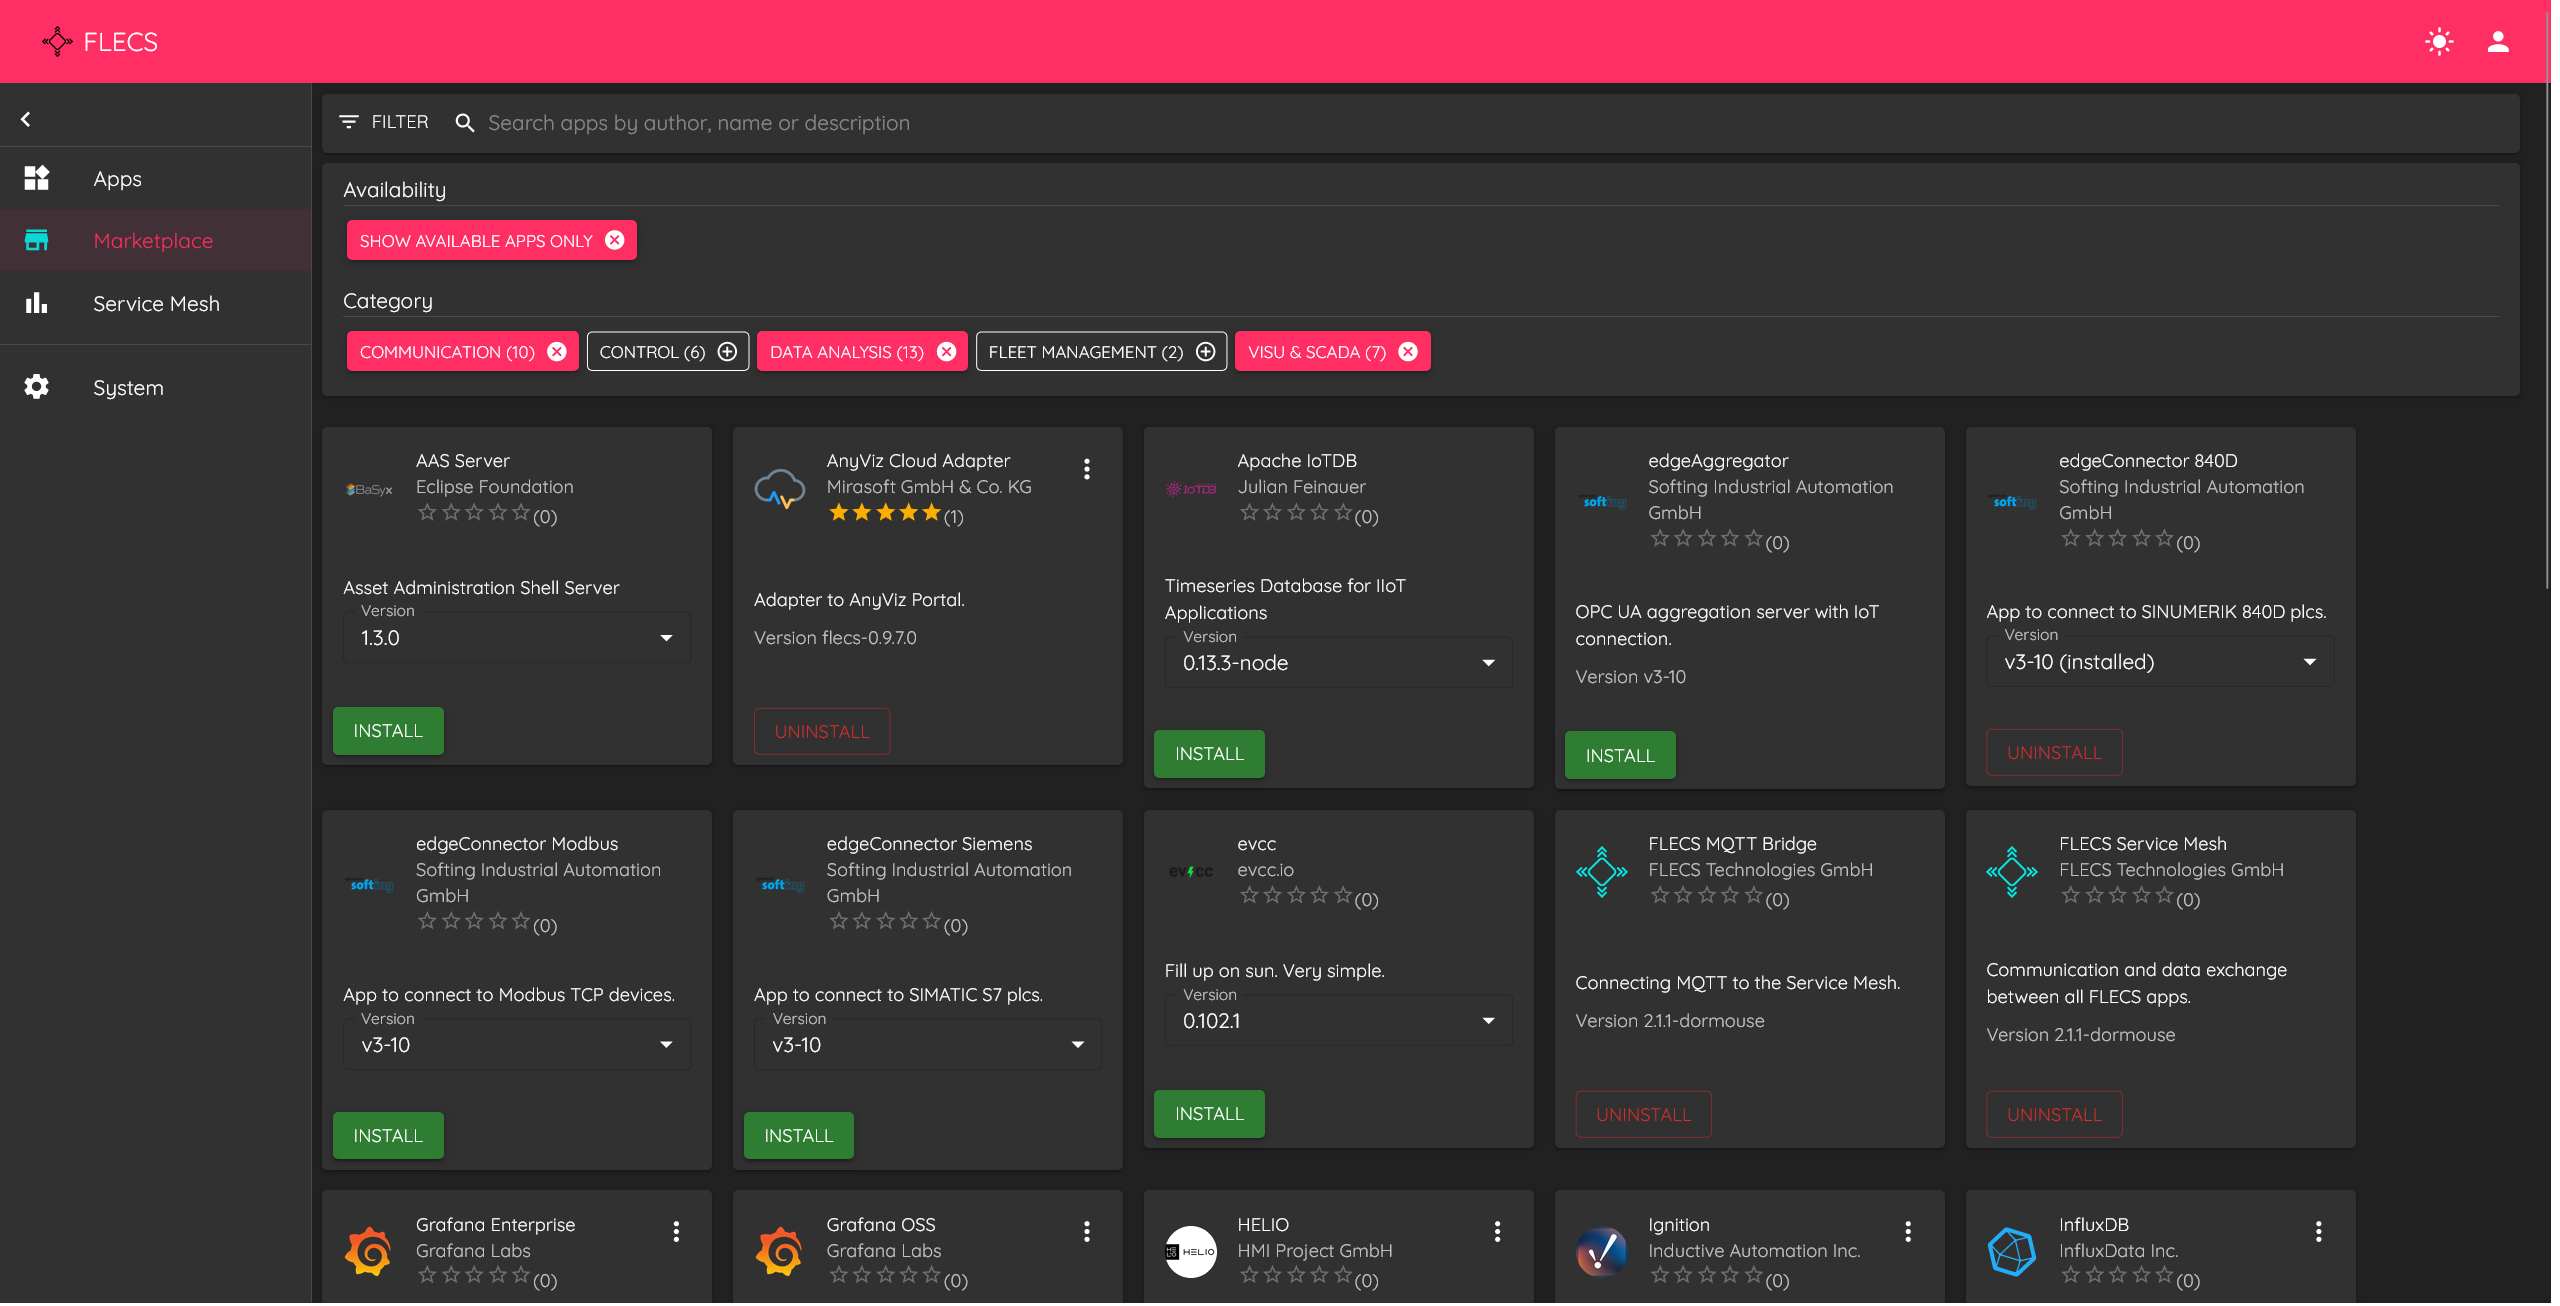 FLECS
FILTER
Search apps by author, name or description
Apps
Marketplace
Service Mesh
System
Availability
SHOW AVAILABLE APPS ONLY
Category
COMMUNICATION (10)
CONTROL (6)
DATA ANALYSIS (13)
FLEET MANAGEMENT (2)
VISU & SCADA (7)
BaSyx
AAS Server
Eclipse Foundation
(0)
Asset Administration Shell Server
Version
1.3.0
INSTALL
AnyViz Cloud Adapter
Mirasoft GmbH & Co. KG
(1)
Adapter to AnyViz Portal.
Version flecs-0.9.7.0
UNINSTALL
IoTDB
Apache IoTDB
Julian Feinauer
(0)
Timeseries Database for IIoT
Applications
Version
0.13.3-node
INSTALL
softing
edgeAggregator
Softing Industrial Automation
GmbH
(0)
OPC UA aggregation server with IoT
connection.
Version v3-10
INSTALL
softing
edgeConnector 840D
Softing Industrial Automation
GmbH
(0)
App to connect to SINUMERIK 840D plcs.
Version
v3-10 (installed)
UNINSTALL
softing
edgeConnector Modbus
Softing Industrial Automation
GmbH
(0)
App to connect to Modbus TCP devices.
Version
v3-10
INSTALL
softing
edgeConnector Siemens
Softing Industrial Automation
GmbH
(0)
App to connect to SIMATIC S7 plcs.
Version
v3-10
INSTALL
evcc
evcc
evcc.io
(0)
Fill up on sun. Very simple.
Version
0.102.1
INSTALL
FLECS MQTT Bridge
FLECS Technologies GmbH
(0)
Connecting MQTT to the Service Mesh.
Version 2.1.1-dormouse
UNINSTALL
FLECS Service Mesh
FLECS Technologies GmbH
(0)
Communication and data exchange
between all FLECS apps.
Version 2.1.1-dormouse
UNINSTALL
Grafana Enterprise
Grafana Labs
(0)
Grafana OSS
Grafana Labs
(0)
HELIO
HELIO
HMI Project GmbH
(0)
Ignition
Inductive Automation Inc.
(0)
InfluxDB
InfluxData Inc.
(0)